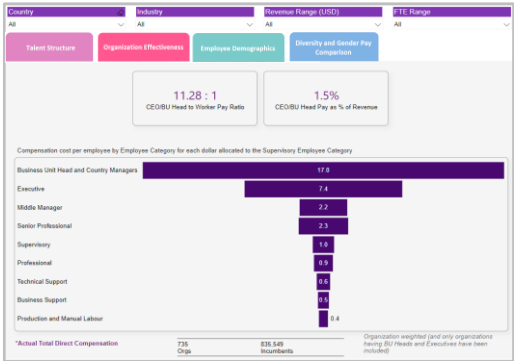 Country Industry Revenue Range (USD) FTE Range
All All All All
Talent Structure Organization Effectiveness Employee Demographics Diversity and Gender Pay
Comparison
11.28 : 1 1.5%
CEO/BU Head to Worker Pay Ratio CEO/BU Head Pay as % of Revenue
Compensation cost per employee by Employee Category for each dollar allocated to the Supervisory Employee Category
Business Unit Head and Country Managers 17.0
Executive 7.4
Middle Manager 2.2
Senior Professional 2.3
Supervisory 1.0
Professional 0.9
Technical Support 0.6
Business Support 0.5
Production and Manual Labour 0.4
*Actual Total Direct Compensation
735 835,549
Orgs Incumbents
Organization weighted (and only organizations
having BU Heads and Executives have been
included)